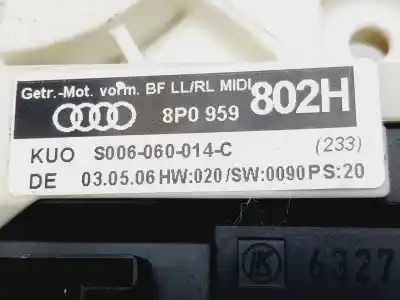 Getr.-Mot. vorm. BF LL/RL MIDI
8P0 959 802H
KUO S006-060-014-C (233)
DE 03.05.06 HW:020/SW:0090 PS:20
6327